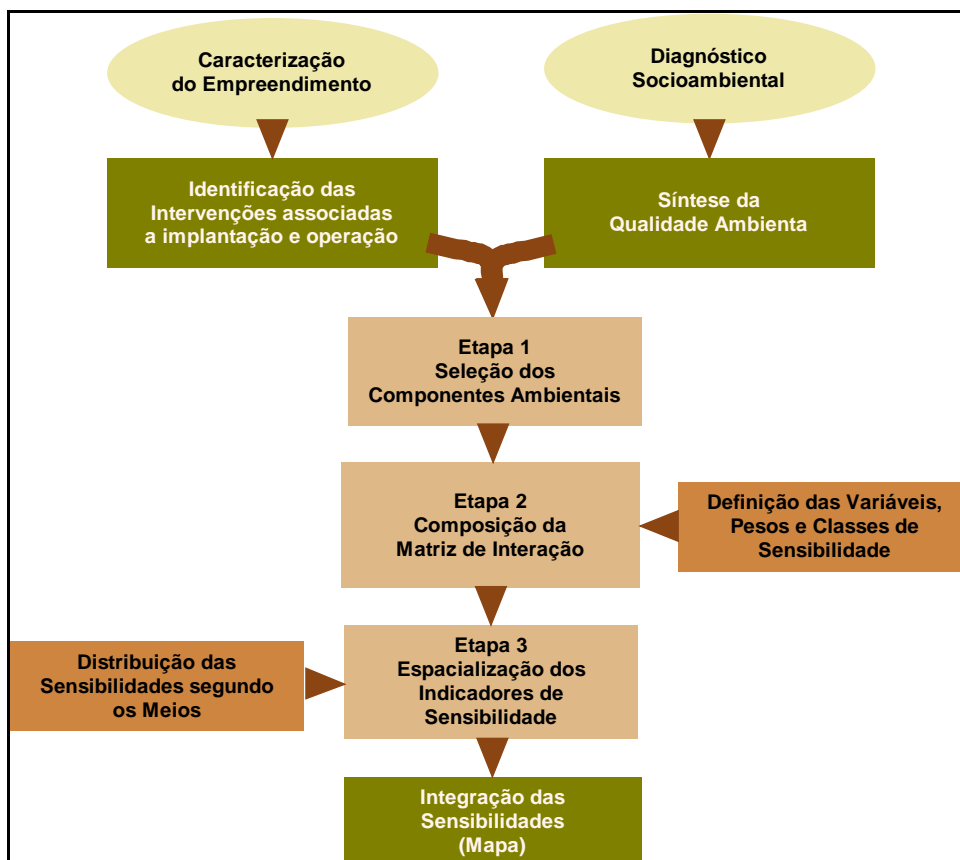 Caracterização
do Empreendimento
Diagnóstico
Socioambiental
Identificação das
Intervenções associadas
a implantação e operação
Síntese da
Qualidade Ambienta
Etapa 1
Seleção dos
Componentes Ambientais
Etapa 2
Composição da
Matriz de Interação
Definição das Variáveis,
Pesos e Classes de
Sensibilidade
Etapa 3
Espacialização dos
Indicadores de
Sensibilidade
Distribuição das
Sensibilidades segundo
os Meios
Integração das
Sensibilidades
(Mapa)